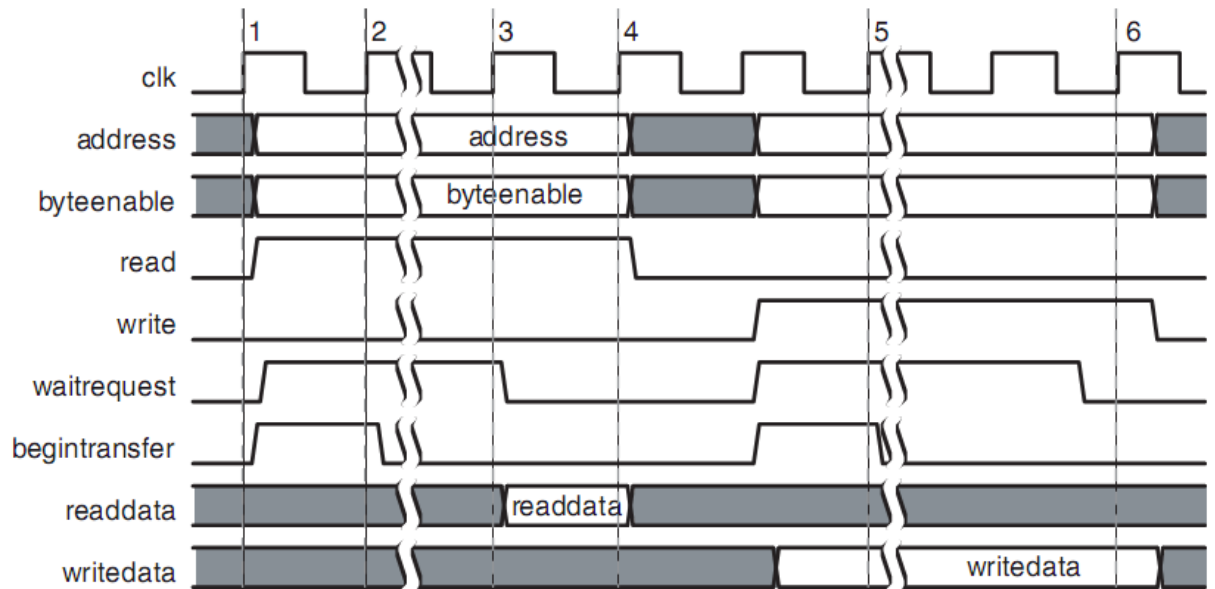 1 2 3 4 5 6
clk
address address
byteenable byteenable
read
write
waitrequest
begintransfer
readdata readdata
writedata writedata